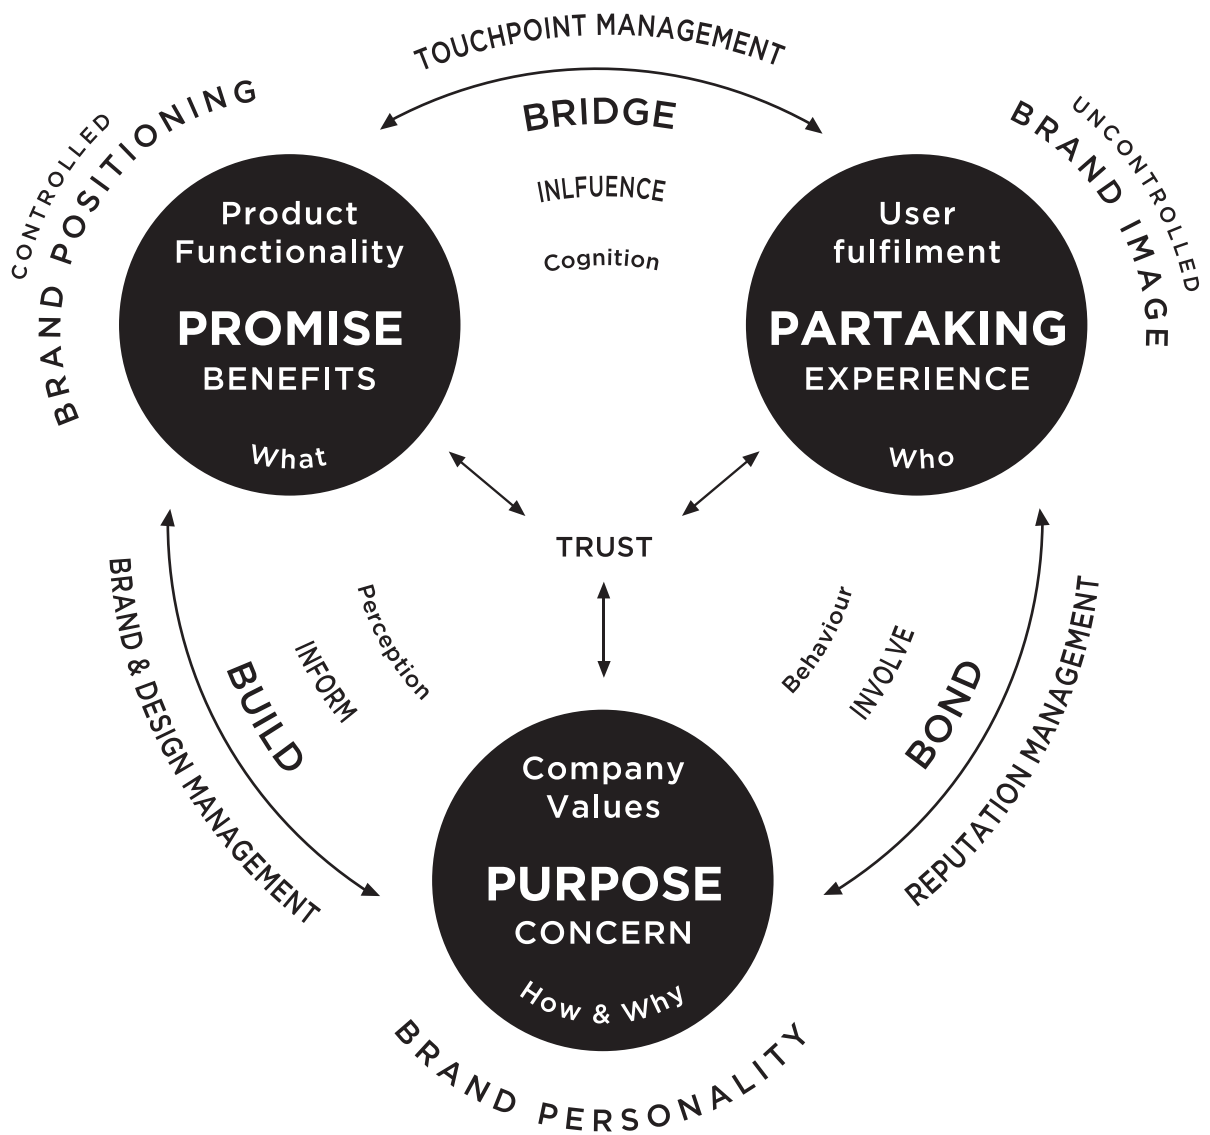 TOUCHPOINT MANAGEMENT
BRIDGE
INLFUENCE
Cognition
CONTROLLED
BRAND POSITIONING
Product
Functionality
PROMISE
BENEFITS
What
UNCONTROLLED
BRAND IMAGE
User
fulfilment
PARTAKING
EXPERIENCE
Who
TRUST
BRAND & DESIGN MANAGEMENT
BUILD
INFORM
Perception
Behaviour
INVOLVE
BOND
REPUTATION MANAGEMENT
Company
Values
PURPOSE
CONCERN
How & Why
BRAND PERSONALITY